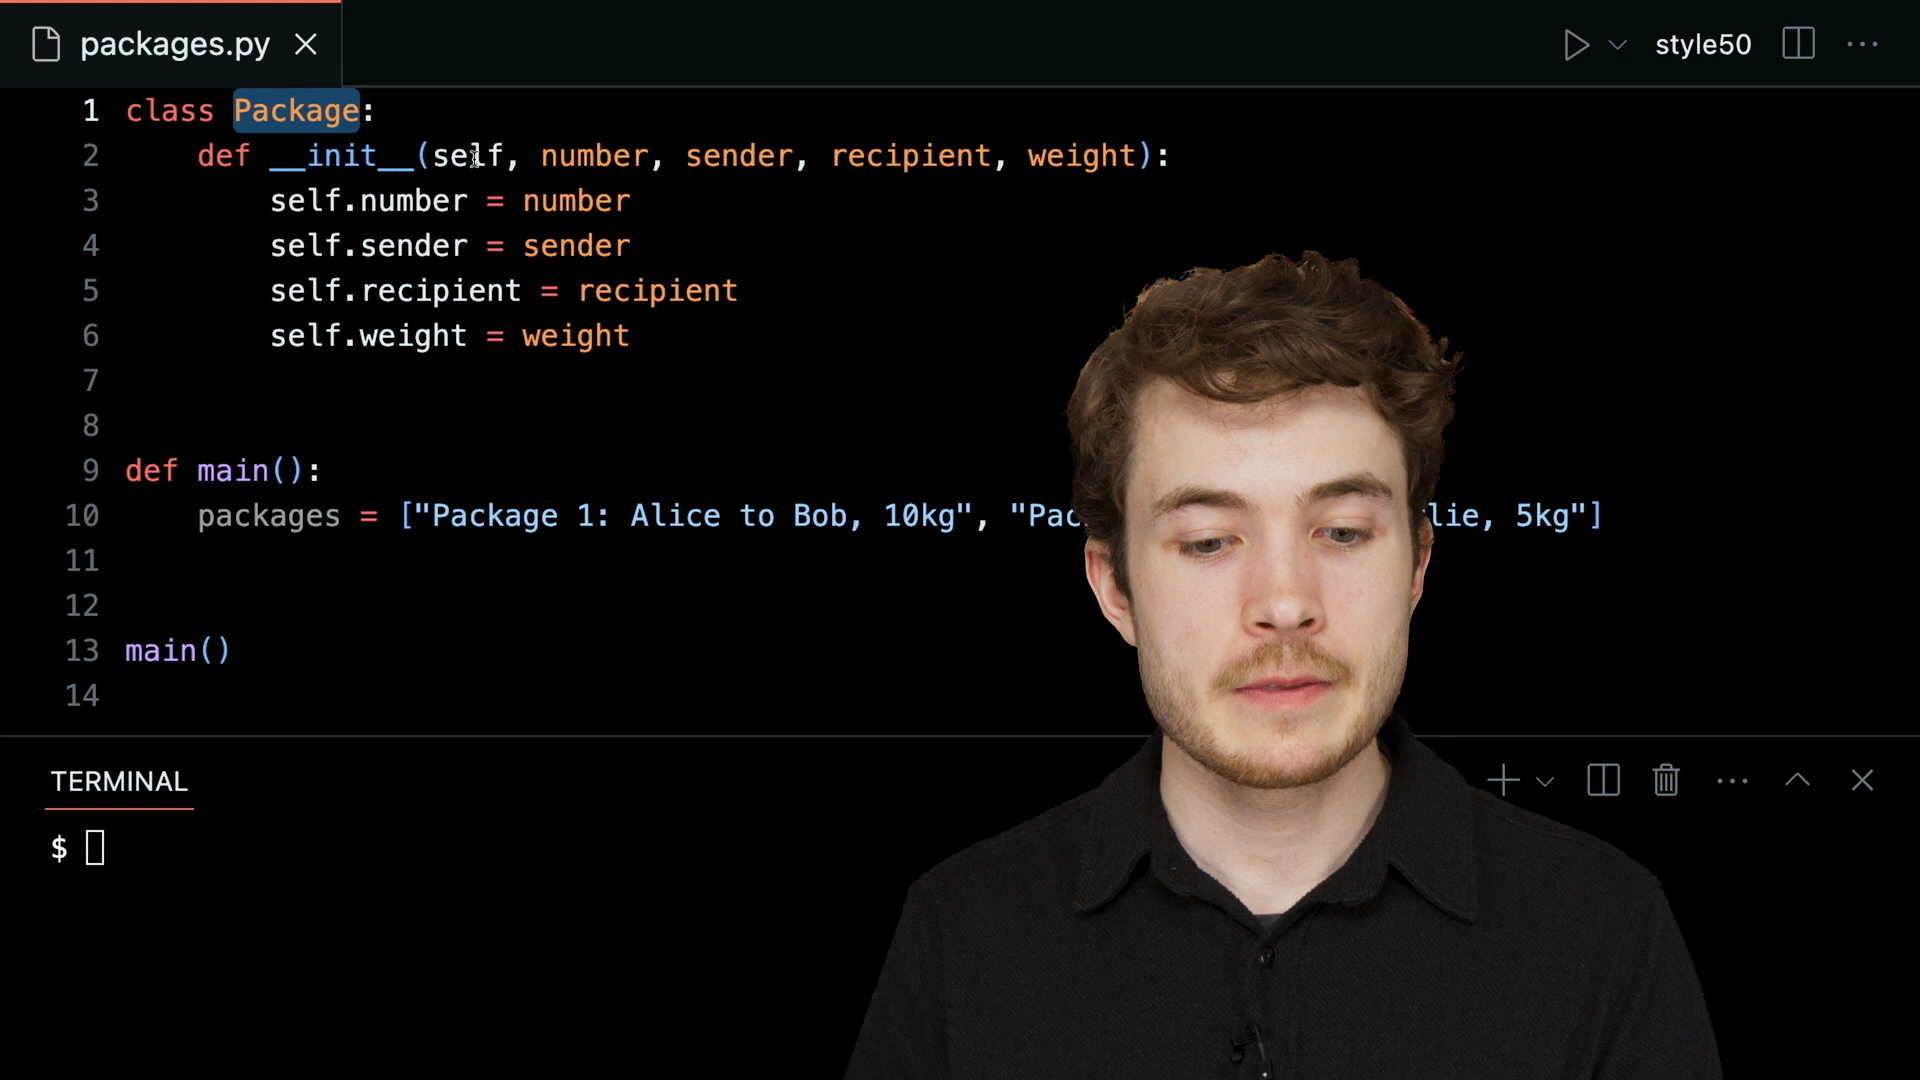 packages.py
style50
1 class Package:
2 def __init__(self, number, sender, recipient, weight):
3 self.number = number
4 self.sender = sender
5 self.recipient = recipient
6 self.weight = weight
7
8
9 def main():
10 packages = ["Package 1: Alice to Bob, 10kg", "Pac lie, 5kg"]
11
12
13 main()
14
TERMINAL
$